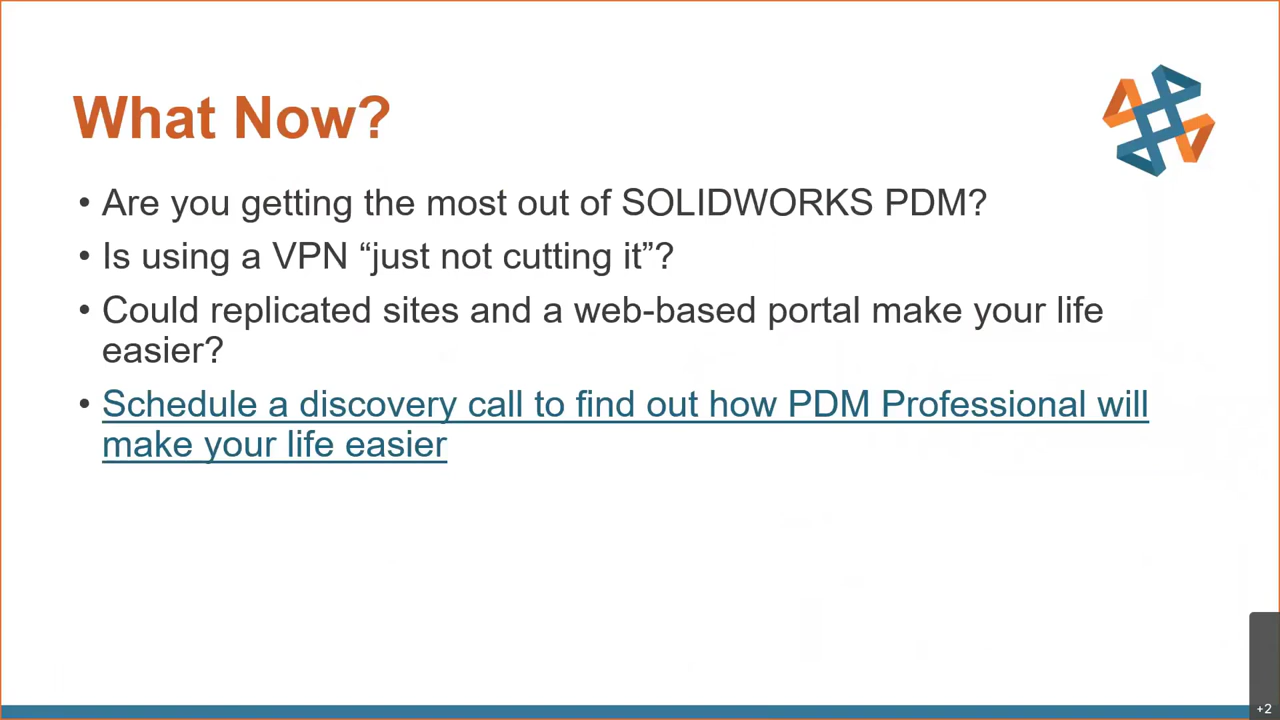 What Now?
• Are you getting the most out of SOLIDWORKS PDM?
• Is using a VPN “just not cutting it”?
• Could replicated sites and a web-based portal make your life
easier?
• Schedule a discovery call to find out how PDM Professional will
make your life easier
+2